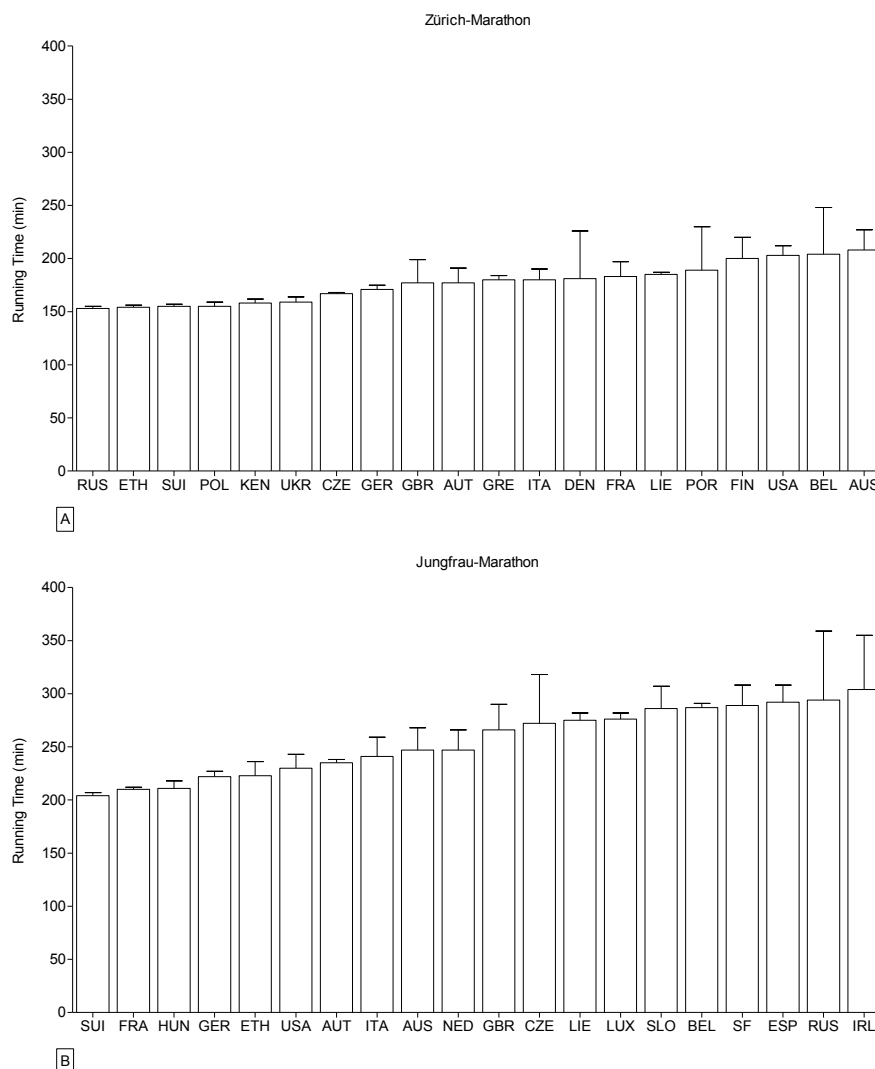 Zürich-Marathon
400
350
300
250
200
150
100
50
0
Running Time (min)
RUS ETH SUI POL KEN UKR CZE GER GBR AUT GRE ITA DEN FRA LIE POR FIN USA BEL AUS
A
Jungfrau-Marathon
400
350
300
250
200
150
100
50
0
Running Time (min)
SUI FRA HUN GER ETH USA AUT ITA AUS NED GBR CZE LIE LUX SLO BEL SF ESP RUS IRL
B